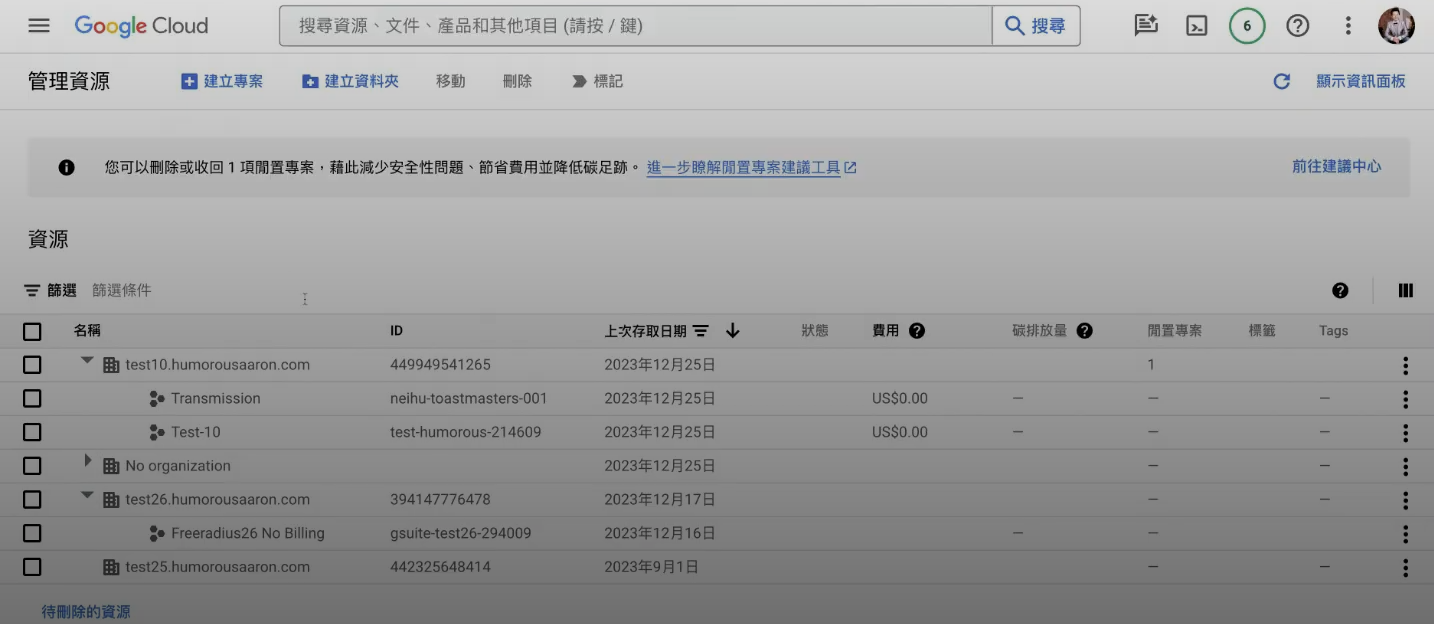 Google Cloud 搜尋資源、文件、產品和其他項目 (請按 / 鍵) 搜尋 6
管理資源 建立專案 建立資料夾 移動 刪除 標記 顯示資訊面板
您可以刪除或收回 1 項閒置專案，藉此減少安全性問題、節省費用並降低碳足跡。 進一步瞭解閒置專案建議工具 前往建議中心
資源
篩選 篩選條件
名稱 ID 上次存取日期 狀態 費用 碳排放量 閒置專案 標籤 Tags
test10.humorousaaron.com 449949541265 2023年12月25日 1
Transmission neihu-toastmasters-001 2023年12月25日 US$0.00 — — —
Test-10 test-humorous-214609 2023年12月25日 US$0.00 — — —
No organization 2023年12月25日 — —
test26.humorousaaron.com 394147776478 2023年12月17日 — —
Freeradius26 No Billing gsuite-test26-294009 2023年12月16日 — —
test25.humorousaaron.com 442325648414 2023年9月1日 — —
待刪除的資源